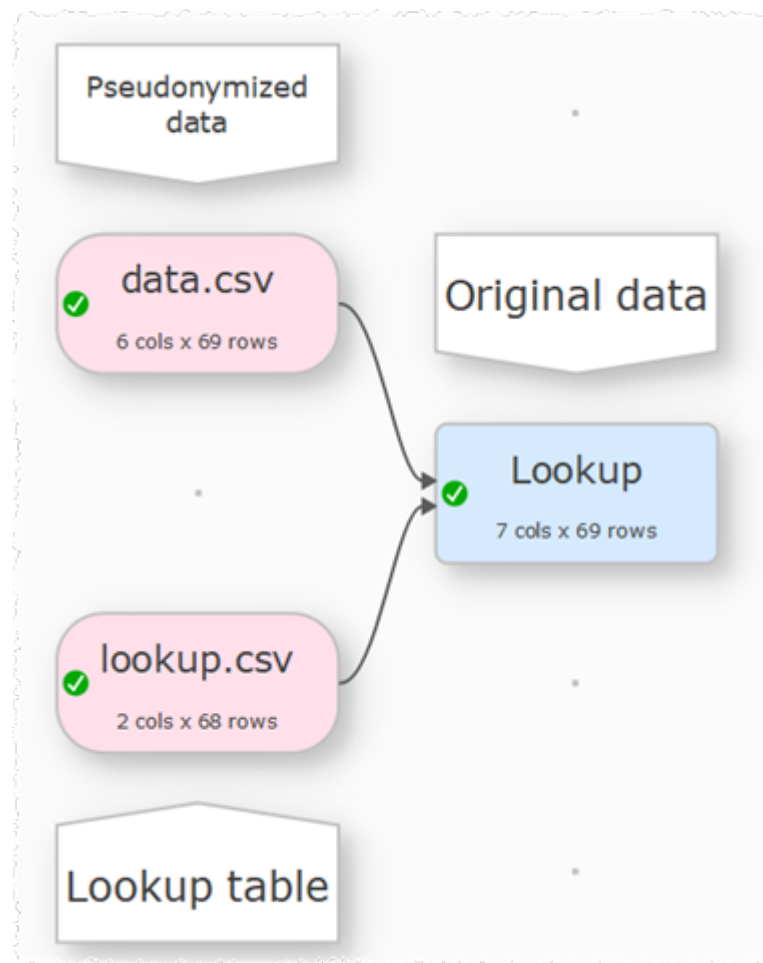 Pseudonymized
data
data.csv
6 cols x 69 rows
Original data
Lookup
7 cols x 69 rows
lookup.csv
2 cols x 68 rows
Lookup table